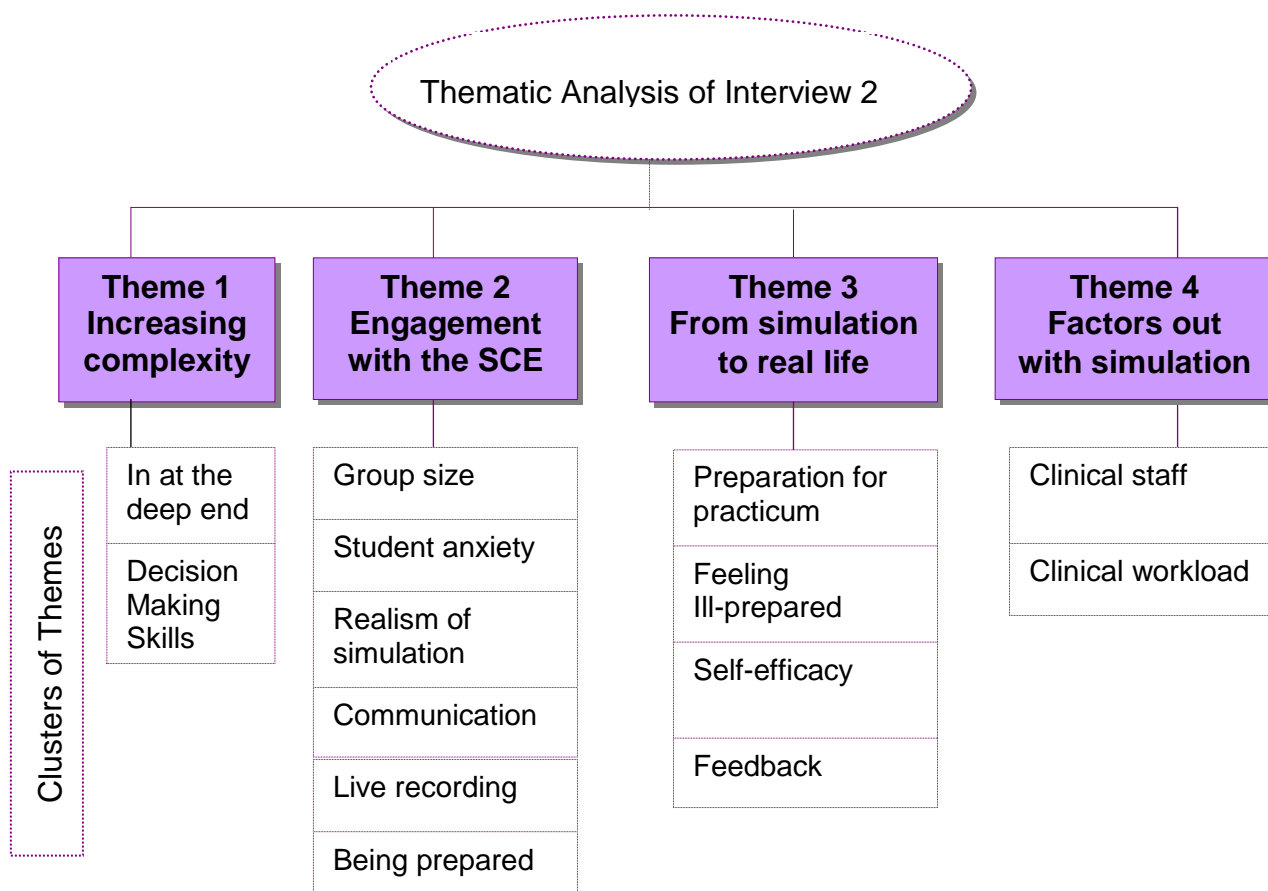 Thematic Analysis of Interview 2
Theme 1
Increasing
complexity
Theme 2
Engagement
with the SCE
Theme 3
From simulation
to real life
Theme 4
Factors out
with simulation
Clusters of Themes
In at the
deep end
Decision
Making
Skills
Group size
Student anxiety
Realism of
simulation
Communication
Live recording
Being prepared
Preparation for
practicum
Feeling
Ill-prepared
Self-efficacy
Feedback
Clinical staff
Clinical workload